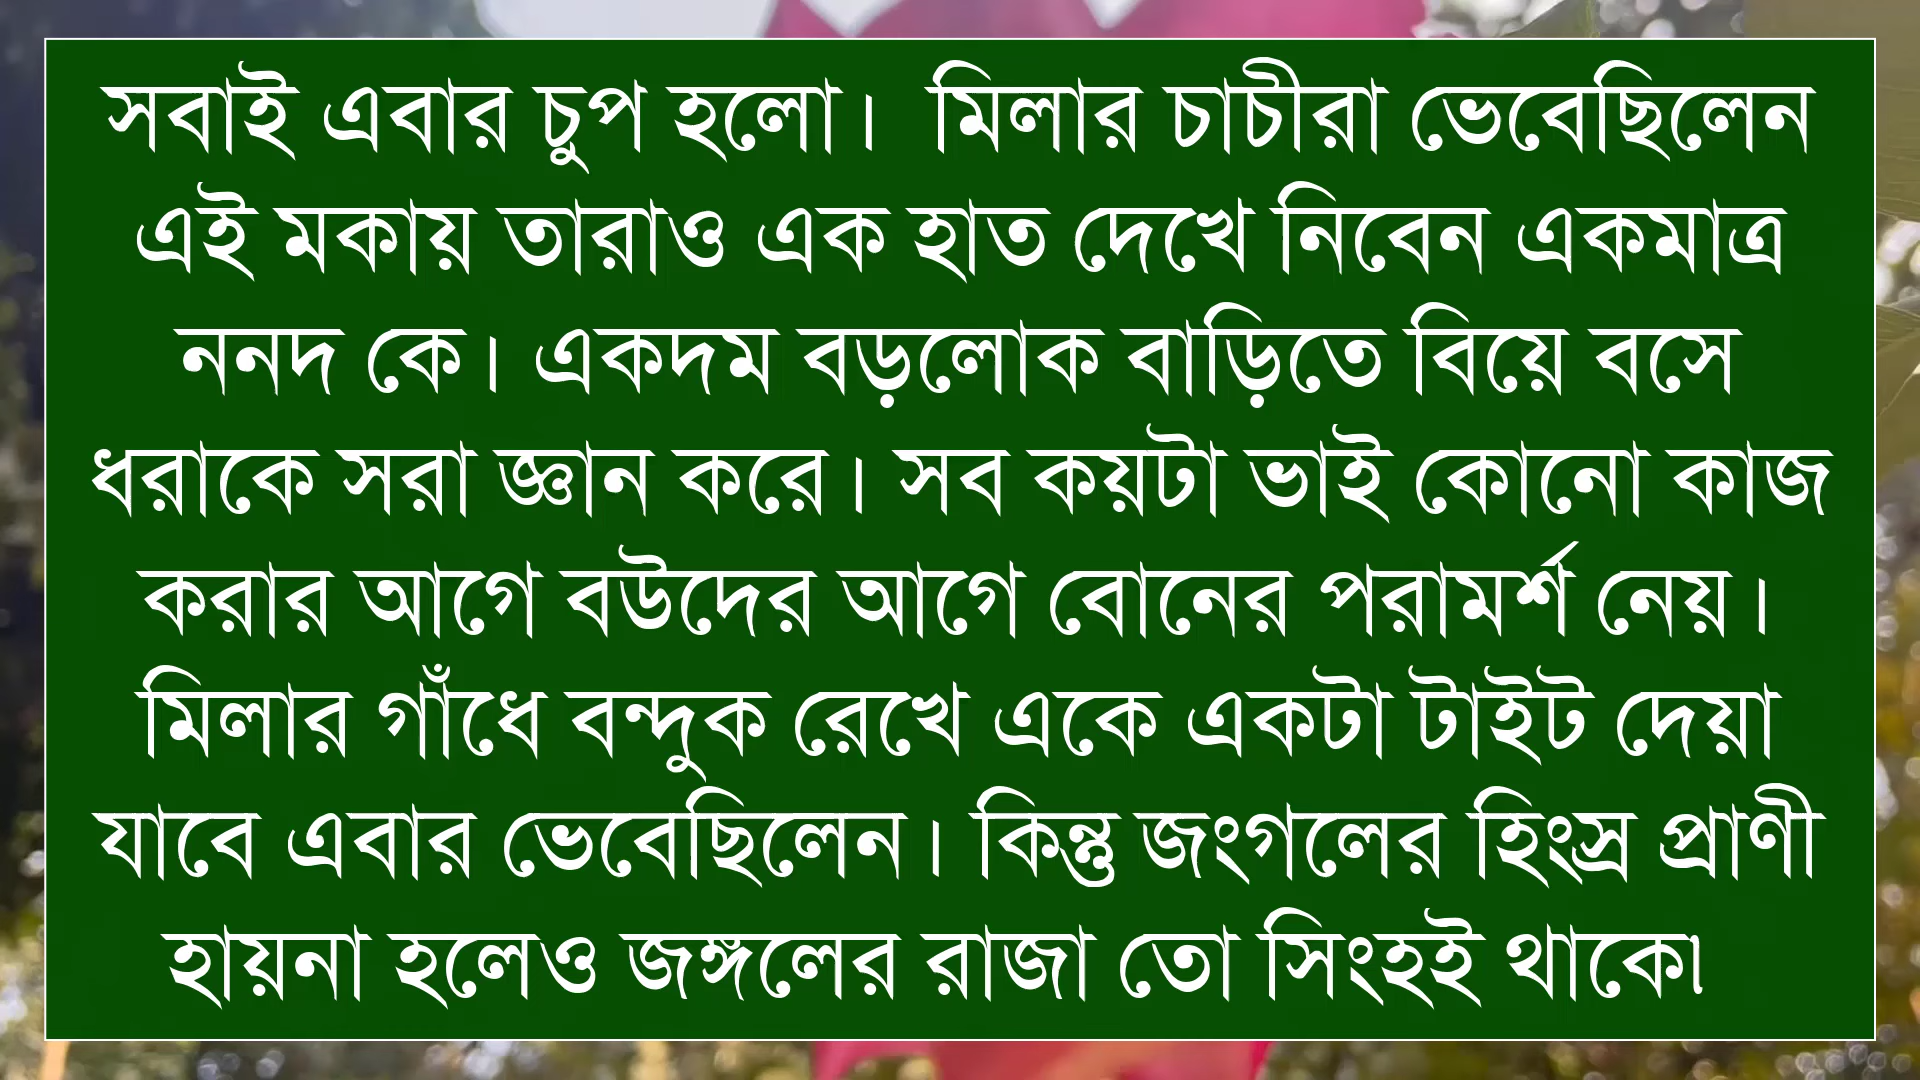 সবাই এবার চুপ হলো।  মিলার চাচীরা ভেবেছিলেন
এই মকায় তারাও এক হাত দেখে নিবেন একমাত্র
ননদ কে। একদম বড়লোক বাড়িতে বিয়ে বসে
ধরাকে সরা জ্ঞান করে। সব কয়টা ভাই কোনো কাজ
করার আগে বউদের আগে বোনের পরামর্শ নেয়।
মিলার গাঁধে বন্দুক রেখে একে একটা টাইট দেয়া
যাবে এবার ভেবেছিলেন। কিন্তু জংগলের হিংস্র প্রাণী
হায়না হলেও জঙ্গলের রাজা তো সিংহই থাকে৷